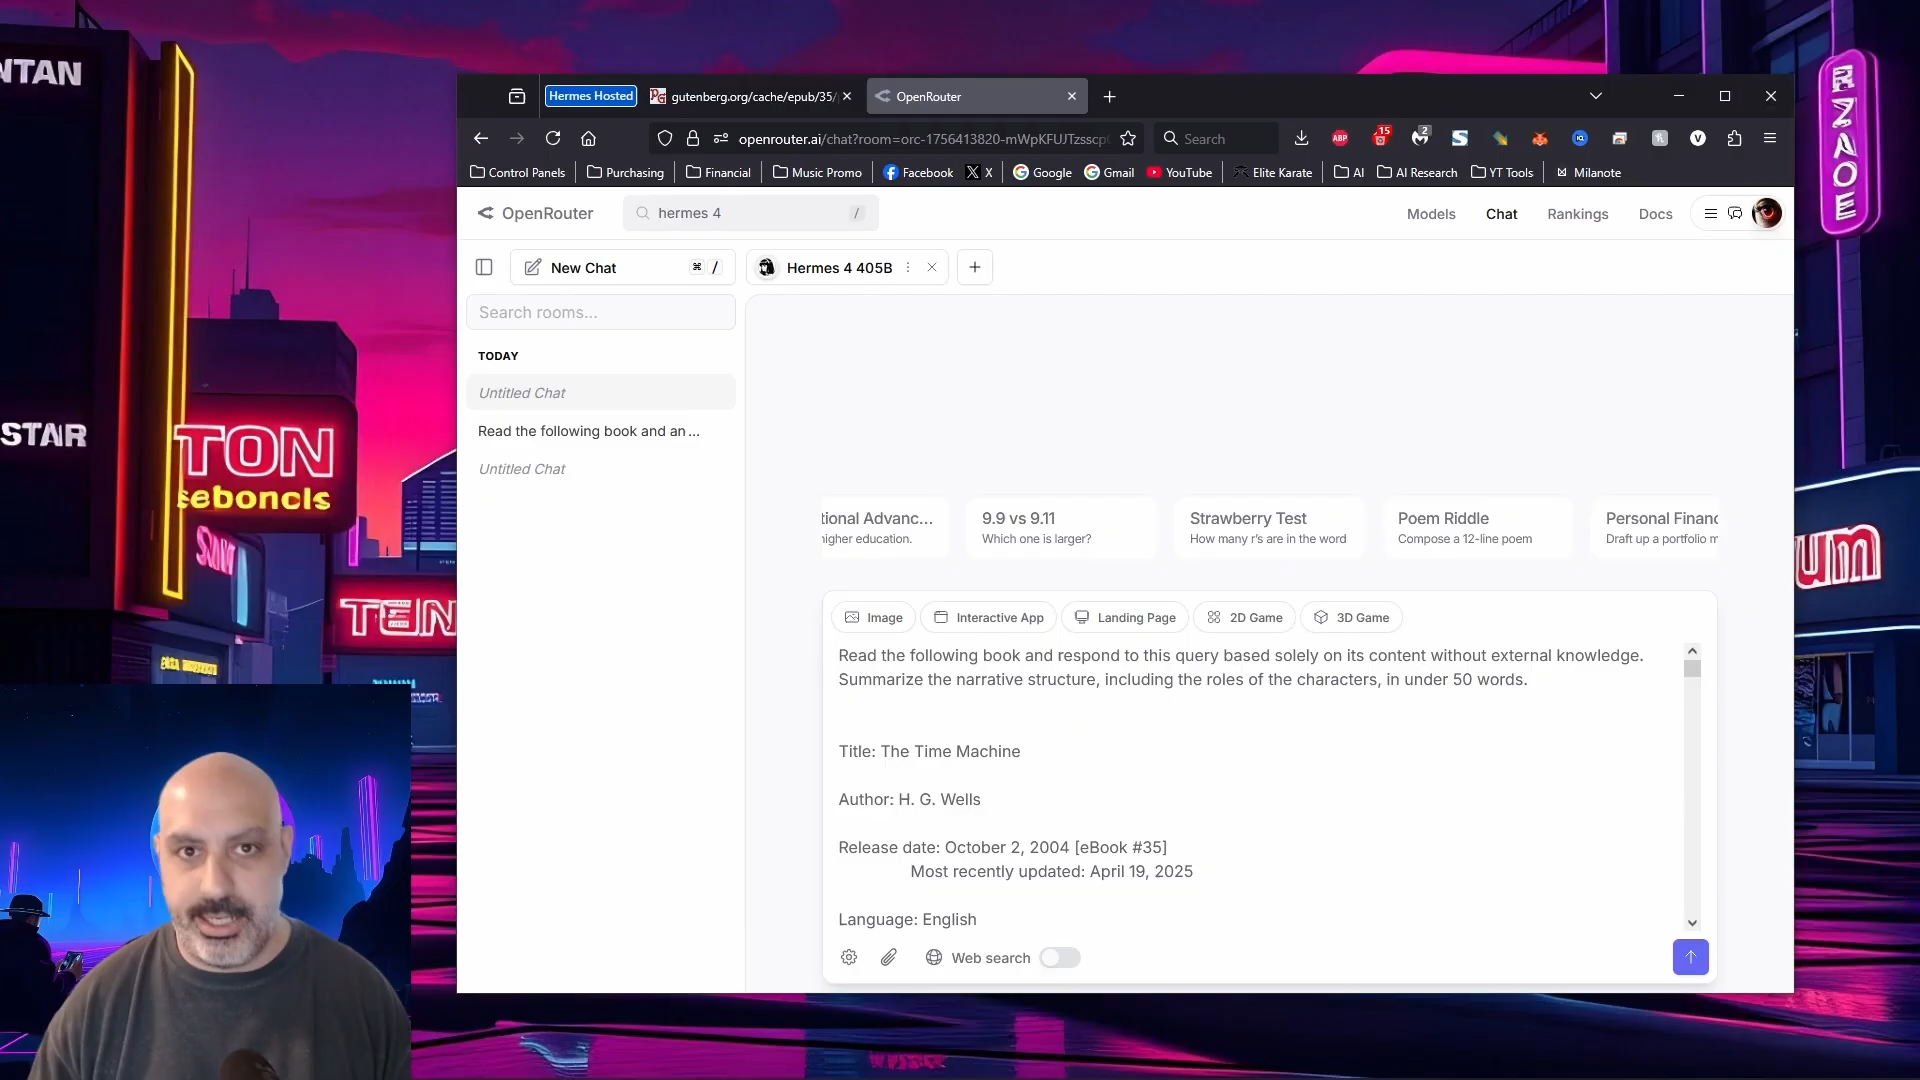 NTAN
STAR
TON
seboncls
SAM
TEN
um
Hermes Hosted
gutenberg.org/cache/epub/35/
OpenRouter
openrouter.ai/chat?room=orc-1756413820-mWpKFUJTzsscp
Search
ABP
15
2
Control Panels
Purchasing
Financial
Music Promo
Facebook
X
Google
Gmail
YouTube
Elite Karate
AI
AI Research
YT Tools
Milanote
OpenRouter
hermes 4
/
Models
Chat
Rankings
Docs
New Chat
⌘ /
Hermes 4 405B
Search rooms...
TODAY
Untitled Chat
Read the following book and an...
Untitled Chat
tional Advanc...
igher education.
9.9 vs 9.11
Which one is larger?
Strawberry Test
How many r's are in the word
Poem Riddle
Compose a 12-line poem
Personal Financ
Draft up a portfolio m
Image
Interactive App
Landing Page
2D Game
3D Game
Read the following book and respond to this query based solely on its content without external knowledge.
Summarize the narrative structure, including the roles of the characters, in under 50 words.
Title: The Time Machine
Author: H. G. Wells
Release date: October 2, 2004 [eBook #35]
Most recently updated: April 19, 2025
Language: English
Web search